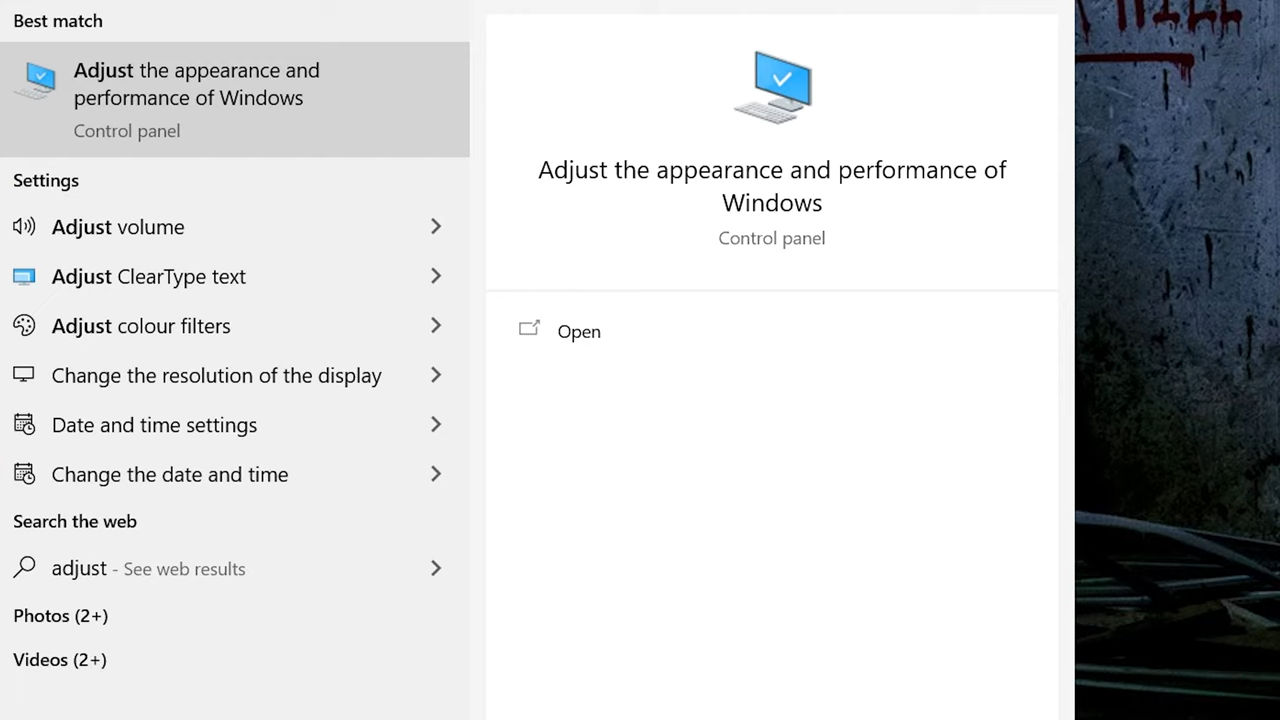 Best match
Adjust the appearance and
performance of Windows
Control panel
Settings
Adjust volume
Adjust ClearType text
Adjust colour filters
Change the resolution of the display
Date and time settings
Change the date and time
Search the web
adjust - See web results
Photos (2+)
Videos (2+)
Adjust the appearance and performance of
Windows
Control panel
Open